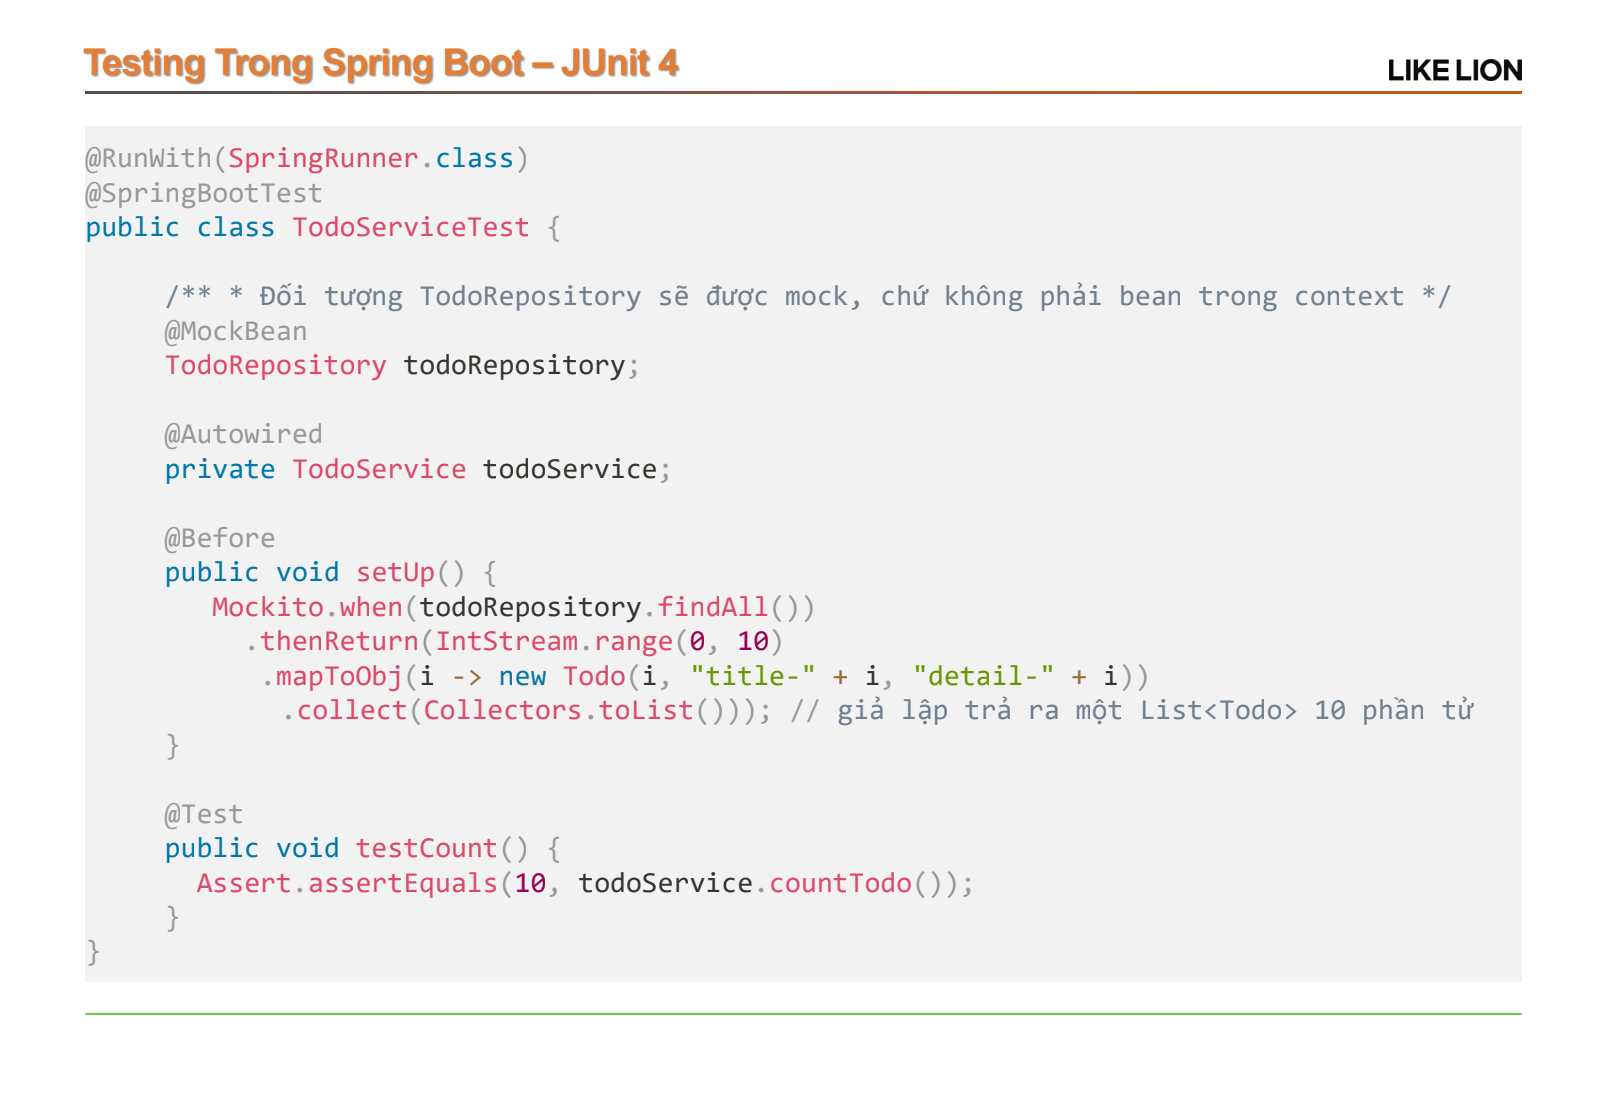 Testing Trong Spring Boot – JUnit 4
LIKE LION
@RunWith(SpringRunner.class)
@SpringBootTest
public class TodoServiceTest {
/** * Đối tượng TodoRepository sẽ được mock, chứ không phải bean trong context */
@MockBean
TodoRepository todoRepository;
@Autowired
private TodoService todoService;
@Before
public void setUp() {
Mockito.when(todoRepository.findAll())
.thenReturn(IntStream.range(0, 10)
.mapToObj(i -> new Todo(i, "title-" + i, "detail-" + i))
.collect(Collectors.toList())); // giả lập trả ra một List<Todo> 10 phần tử
}
@Test
public void testCount() {
Assert.assertEquals(10, todoService.countTodo());
}
}